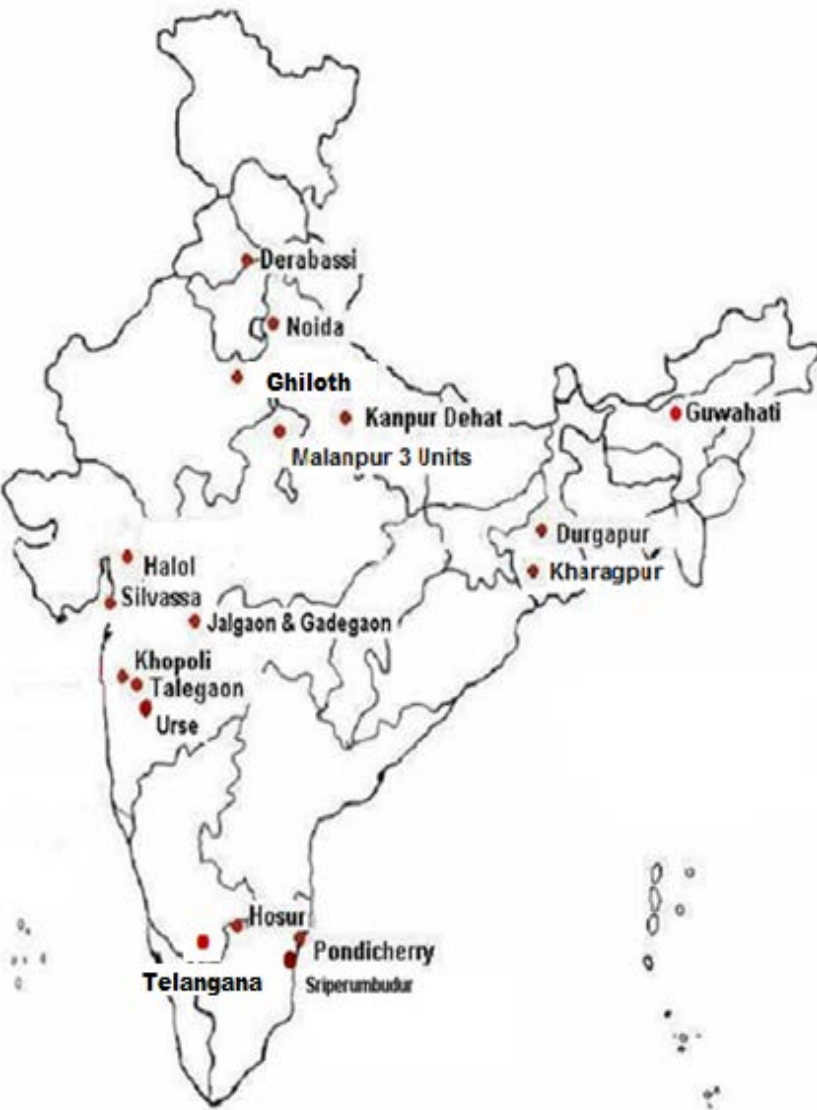 Derabassi
Noida
Ghiloth
Kanpur Dehat
Guwahati
Malanpur 3 Units
Durgapur
Halol
Kharagpur
Silvassa
Jalgaon & Gadegaon
Khopoli
Talegaon
Urse
Hosur
Pondicherry
Telangana
Sriperumbudur